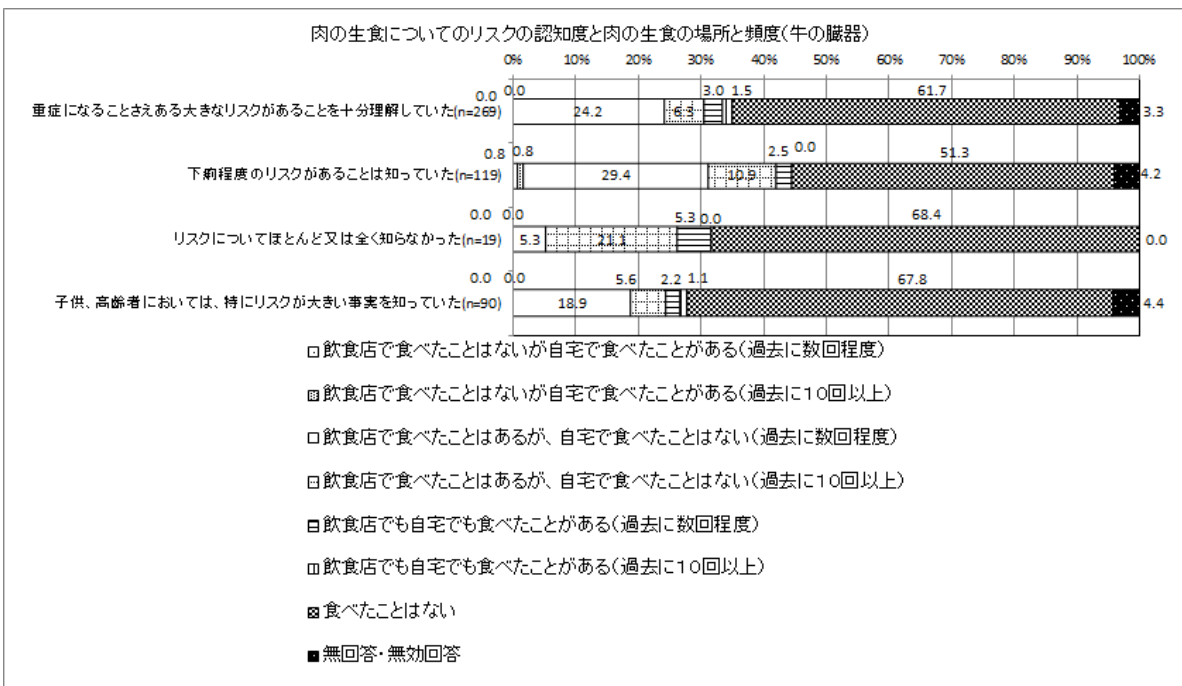 肉の生食についてのリスクの認知度と肉の生食の場所と頻度(牛の臓器)
0% 10% 20% 30% 40% 50% 60% 70% 80% 90% 100%
0.0 0.0 3.0 1.5 61.7
重症になることさえある大きなリスクがあることを十分理解していた(n=269) 24.2 6.3 3.3
0.8 0.8 2.5 0.0 51.3
下痢程度のリスクがあることは知っていた(n=119) 29.4 10.9 4.2
0.0 0.0 5.3 0.0 68.4
リスクについてほとんど又は全く知らなかった(n=19) 5.3 21.1 0.0
0.0 0.0 5.6 2.2 1.1 67.8
子供、高齢者においては、特にリスクが大きい事実を知っていた(n=90) 18.9 4.4
飲食店で食べたことはないが自宅で食べたことがある(過去に数回程度)
飲食店で食べたことはないが自宅で食べたことがある(過去に10回以上)
飲食店で食べたことはあるが、自宅で食べたことはない(過去に数回程度)
飲食店で食べたことはあるが、自宅で食べたことはない(過去に10回以上)
飲食店でも自宅でも食べたことがある(過去に数回程度)
飲食店でも自宅でも食べたことがある(過去に10回以上)
食べたことはない
無回答・無効回答